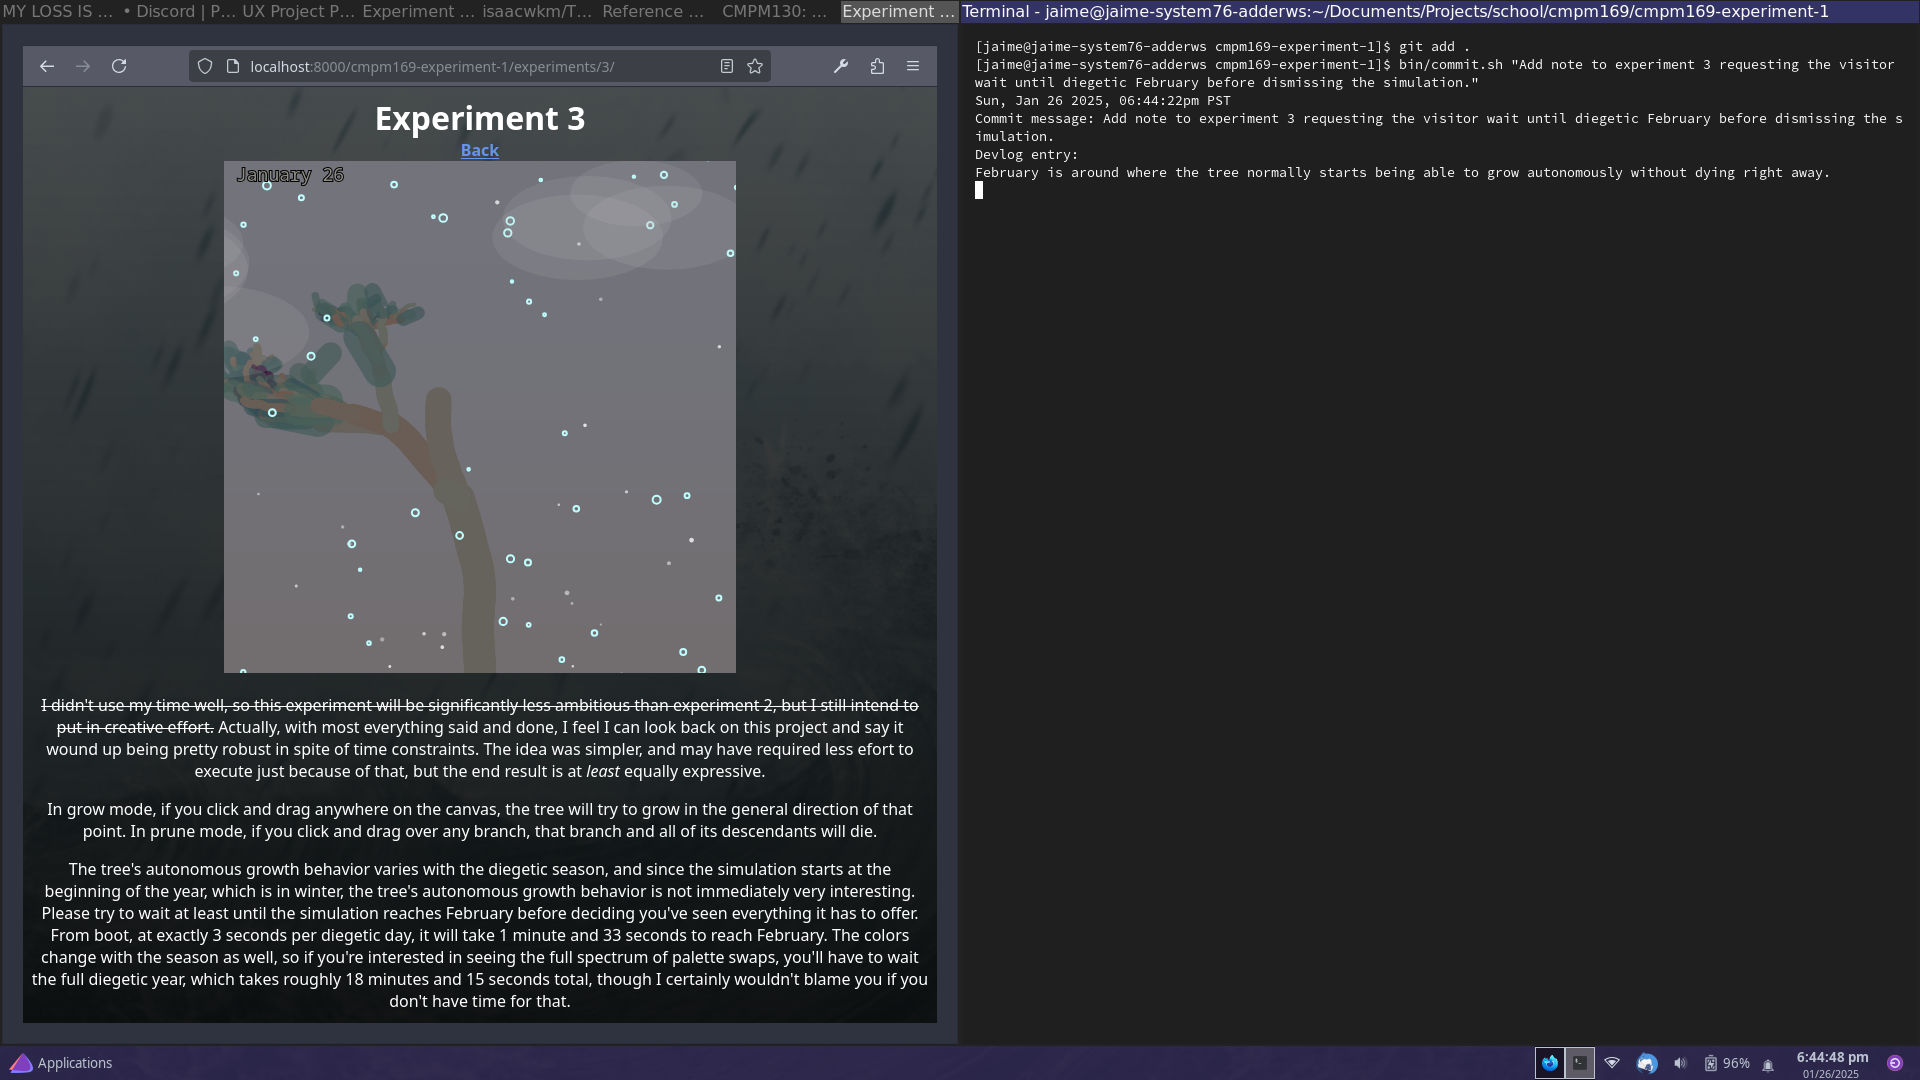 MY LOSS IS ...
• Discord | P...
UX Project P...
Experiment ...
isaacwkm/T...
Reference ...
CMPM130: ...
Experiment ...
Terminal - jaime@jaime-system76-adderws:~/Documents/Projects/school/cmpm169/cmpm169-experiment-1
localhost:8000/cmpm169-experiment-1/experiments/3/
Experiment 3
Back
January 26
I didn't use my time well, so this experiment will be significantly less ambitious than experiment 2, but I still intend to
put in creative effort. Actually, with most everything said and done, I feel I can look back on this project and say it
wound up being pretty robust in spite of time constraints. The idea was simpler, and may have required less efort to
execute just because of that, but the end result is at least equally expressive.
In grow mode, if you click and drag anywhere on the canvas, the tree will try to grow in the general direction of that
point. In prune mode, if you click and drag over any branch, that branch and all of its descendants will die.
The tree's autonomous growth behavior varies with the diegetic season, and since the simulation starts at the
beginning of the year, which is in winter, the tree's autonomous growth behavior is not immediately very interesting.
Please try to wait at least until the simulation reaches February before deciding you've seen everything it has to offer.
From boot, at exactly 3 seconds per diegetic day, it will take 1 minute and 33 seconds to reach February. The colors
change with the season as well, so if you're interested in seeing the full spectrum of palette swaps, you'll have to wait
the full diegetic year, which takes roughly 18 minutes and 15 seconds total, though I certainly wouldn't blame you if you
don't have time for that.
[jaime@jaime-system76-adderws cmpm169-experiment-1]$ git add .
[jaime@jaime-system76-adderws cmpm169-experiment-1]$ bin/commit.sh "Add note to experiment 3 requesting the visitor
wait until diegetic February before dismissing the simulation."
Sun, Jan 26 2025, 06:44:22pm PST
Commit message: Add note to experiment 3 requesting the visitor wait until diegetic February before dismissing the s
imulation.
Devlog entry:
February is around where the tree normally starts being able to grow autonomously without dying right away.
Applications
96%
6:44:48 pm
01/26/2025